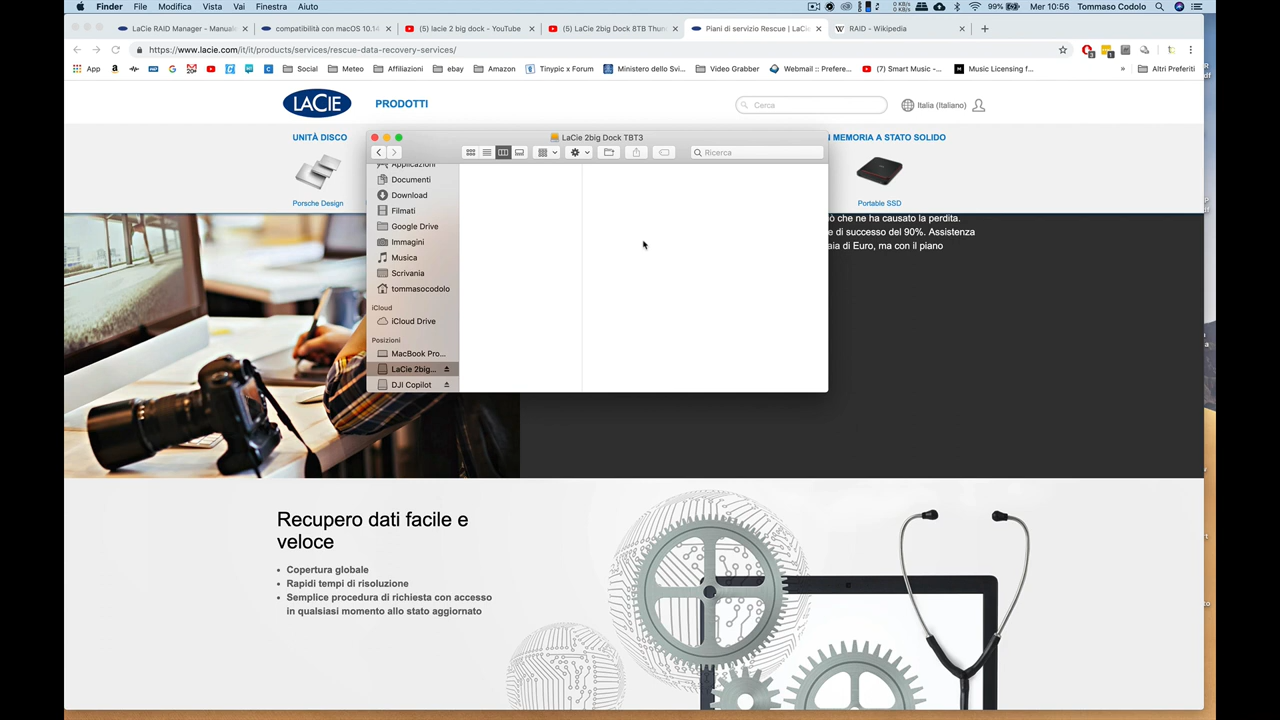 Finder File Modifica Vista Vai Finestra Aiuto
0 KB/s
0 KB/s
99% Mer 10:56 Tommaso Codolo
LaCie RAID Manager - Manuale
compatibilità con macOS 10.14
(5) lacie 2 big dock - YouTube
(5) LaCie 2big Dock 8TB Thun
Piani di servizio Rescue | LaC
RAID - Wikipedia
https://www.lacie.com/it/it/products/services/rescue-data-recovery-services/
App
Social
Meteo
Affiliazioni
ebay
Amazon
Tinypic x Forum
Ministero dello Svi...
Video Grabber
Webmail ::: Prefere...
(7) Smart Music -...
Music Licensing f...
»
Altri Preferiti
LACIE
PRODOTTI
Cerca
Italia (Italiano)
UNITÀ DISCO
MEMORIA A STATO SOLIDO
Porsche Design
Portable SSD
LaCie 2big Dock TBT3
Ricerca
Applicazioni
Documenti
Download
Filmati
Google Drive
Immagini
Musica
Scrivania
tommasocodolo
iCloud
iCloud Drive
Posizioni
MacBook Pro...
LaCie 2big...
DJI Copilot
ò che ne ha causato la perdita.
e di successo del 90%. Assistenza
aia di Euro, ma con il piano
Recupero dati facile e
veloce
Copertura globale
Rapidi tempi di risoluzione
Semplice procedura di richiesta con accesso
in qualsiasi momento allo stato aggiornato